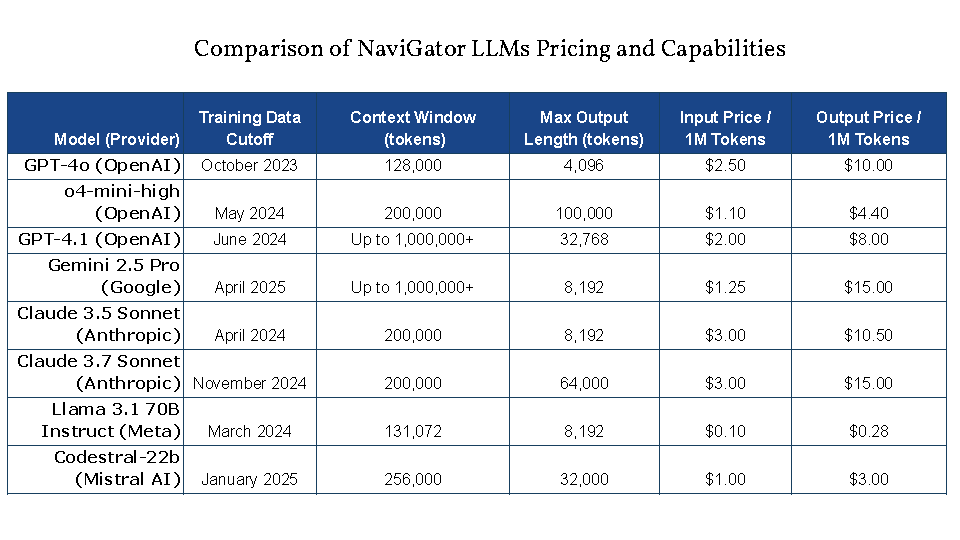 Comparison of NaviGator LLMs Pricing and Capabilities
Model (Provider) Training Data Cutoff Context Window (tokens) Max Output Length (tokens) Input Price / 1M Tokens Output Price / 1M Tokens
GPT-4o (OpenAI) October 2023 128,000 4,096 $2.50 $10.00
o4-mini-high (OpenAI) May 2024 200,000 100,000 $1.10 $4.40
GPT-4.1 (OpenAI) June 2024 Up to 1,000,000+ 32,768 $2.00 $8.00
Gemini 2.5 Pro (Google) April 2025 Up to 1,000,000+ 8,192 $1.25 $15.00
Claude 3.5 Sonnet (Anthropic) April 2024 200,000 8,192 $3.00 $10.50
Claude 3.7 Sonnet (Anthropic) November 2024 200,000 64,000 $3.00 $15.00
Llama 3.1 70B Instruct (Meta) March 2024 131,072 8,192 $0.10 $0.28
Codestral-22b (Mistral AI) January 2025 256,000 32,000 $1.00 $3.00